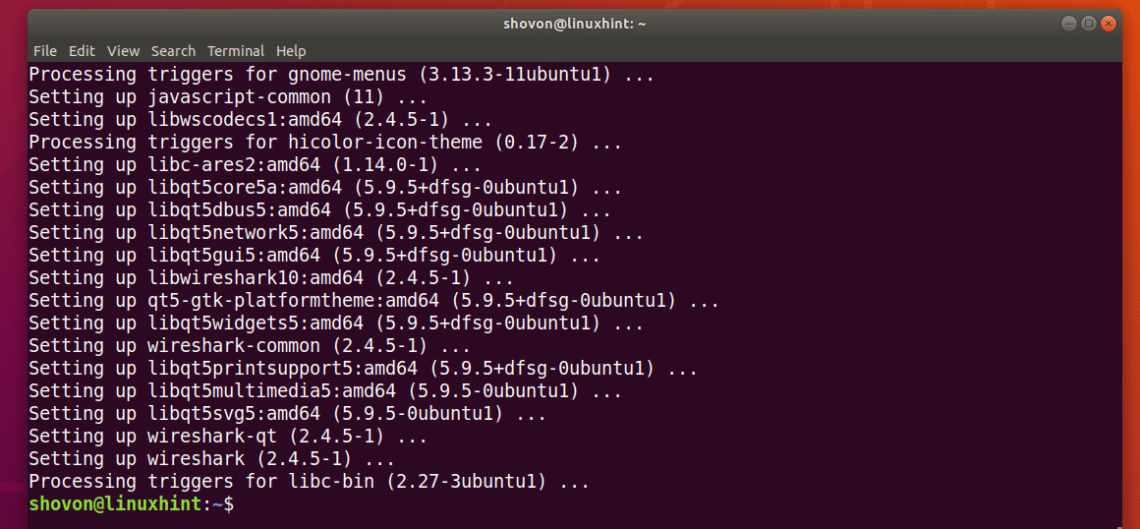 shovon@linuxhint: ~
File Edit View Search Terminal Help
Processing triggers for gnome-menus (3.13.3-11ubuntu1) ...
Setting up javascript-common (11) ...
Setting up libwscodecs1:amd64 (2.4.5-1) ...
Processing triggers for hicolor-icon-theme (0.17-2) ...
Setting up libc-ares2:amd64 (1.14.0-1) ...
Setting up libqt5core5a:amd64 (5.9.5+dfsg-0ubuntu1) ...
Setting up libqt5dbus5:amd64 (5.9.5+dfsg-0ubuntu1) ...
Setting up libqt5network5:amd64 (5.9.5+dfsg-0ubuntu1) ...
Setting up libqt5gui5:amd64 (5.9.5+dfsg-0ubuntu1) ...
Setting up libwireshark10:amd64 (2.4.5-1) ...
Setting up qt5-gtk-platformtheme:amd64 (5.9.5+dfsg-0ubuntu1) ...
Setting up libqt5widgets5:amd64 (5.9.5+dfsg-0ubuntu1) ...
Setting up wireshark-common (2.4.5-1) ...
Setting up libqt5printsupport5:amd64 (5.9.5+dfsg-0ubuntu1) ...
Setting up libqt5multimedia5:amd64 (5.9.5-0ubuntu1) ...
Setting up libqt5svg5:amd64 (5.9.5-0ubuntu1) ...
Setting up wireshark-qt (2.4.5-1) ...
Setting up wireshark (2.4.5-1) ...
Processing triggers for libc-bin (2.27-3ubuntu1) ...
shovon@linuxhint:~$